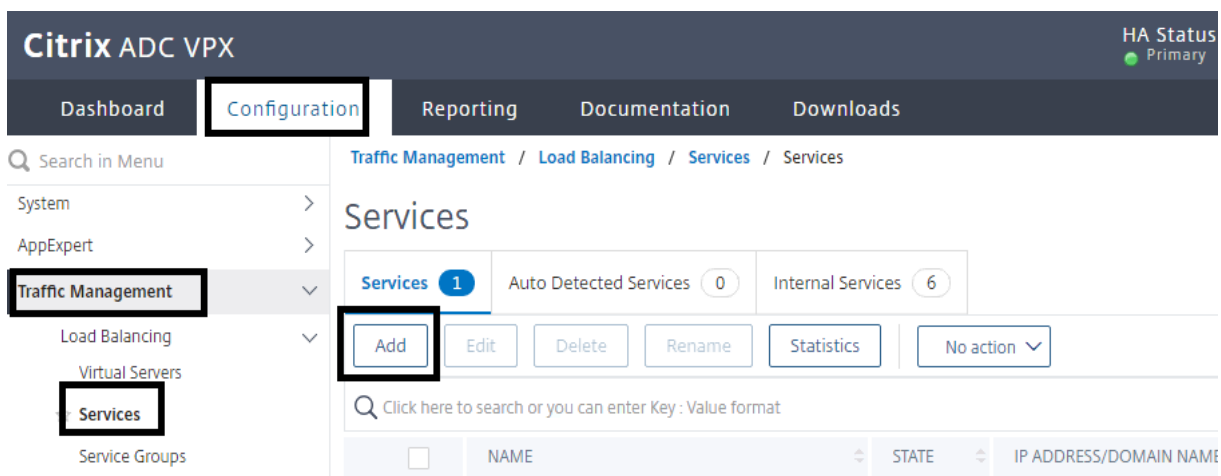 Citrix ADC VPX
HA Status
Primary
Dashboard Configuration Reporting Documentation Downloads
Search in Menu
Traffic Management / Load Balancing / Services / Services
System
AppExpert
Traffic Management
Load Balancing
Virtual Servers
Services
Service Groups
Services
Services 1 Auto Detected Services 0 Internal Services 6
Add Edit Delete Rename Statistics No action
Click here to search or you can enter Key : Value format
NAME STATE IP ADDRESS/DOMAIN NAME